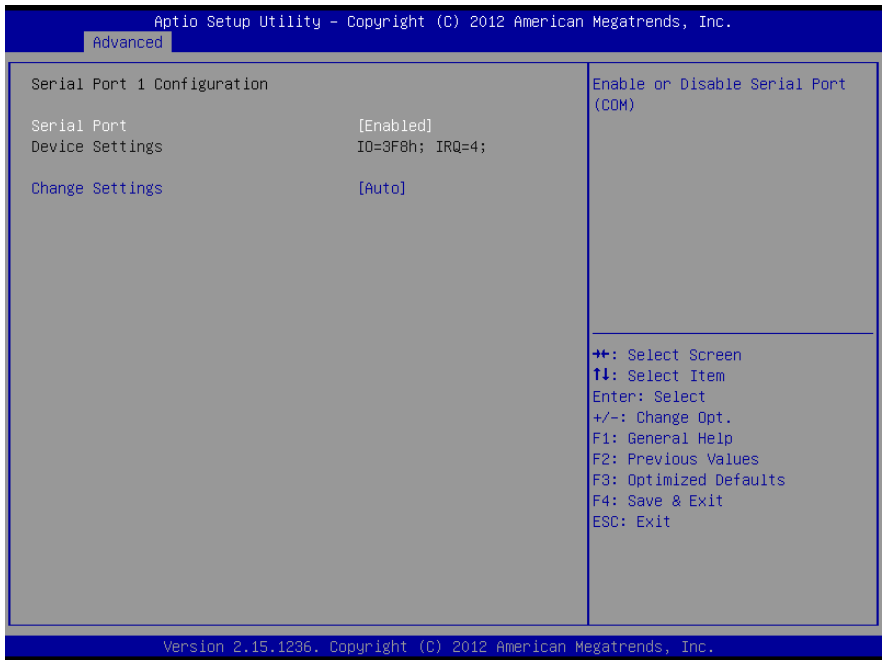 Aptio Setup Utility – Copyright (C) 2012 American Megatrends, Inc.
Advanced
Serial Port 1 Configuration
Serial Port [Enabled]
Device Settings IO=3F8h; IRQ=4;
Change Settings [Auto]
Enable or Disable Serial Port
(COM)
→←: Select Screen
↑↓: Select Item
Enter: Select
+/-: Change Opt.
F1: General Help
F2: Previous Values
F3: Optimized Defaults
F4: Save & Exit
ESC: Exit
Version 2.15.1236. Copyright (C) 2012 American Megatrends, Inc.